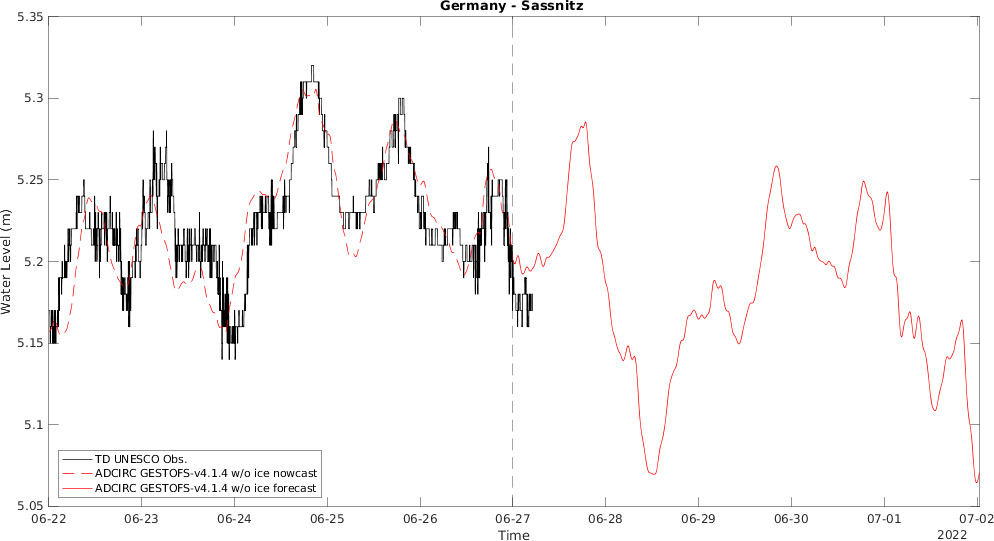 Germany - Sassnitz
5.35
5.3
5.25
5.2
5.15
5.1
5.05
Water Level (m)
TD UNESCO Obs.
ADCIRC GESTOFS-v4.1.4 w/o ice nowcast
ADCIRC GESTOFS-v4.1.4 w/o ice forecast
06-22 06-23 06-24 06-25 06-26 06-27 06-28 06-29 06-30 07-01 07-02
Time
2022